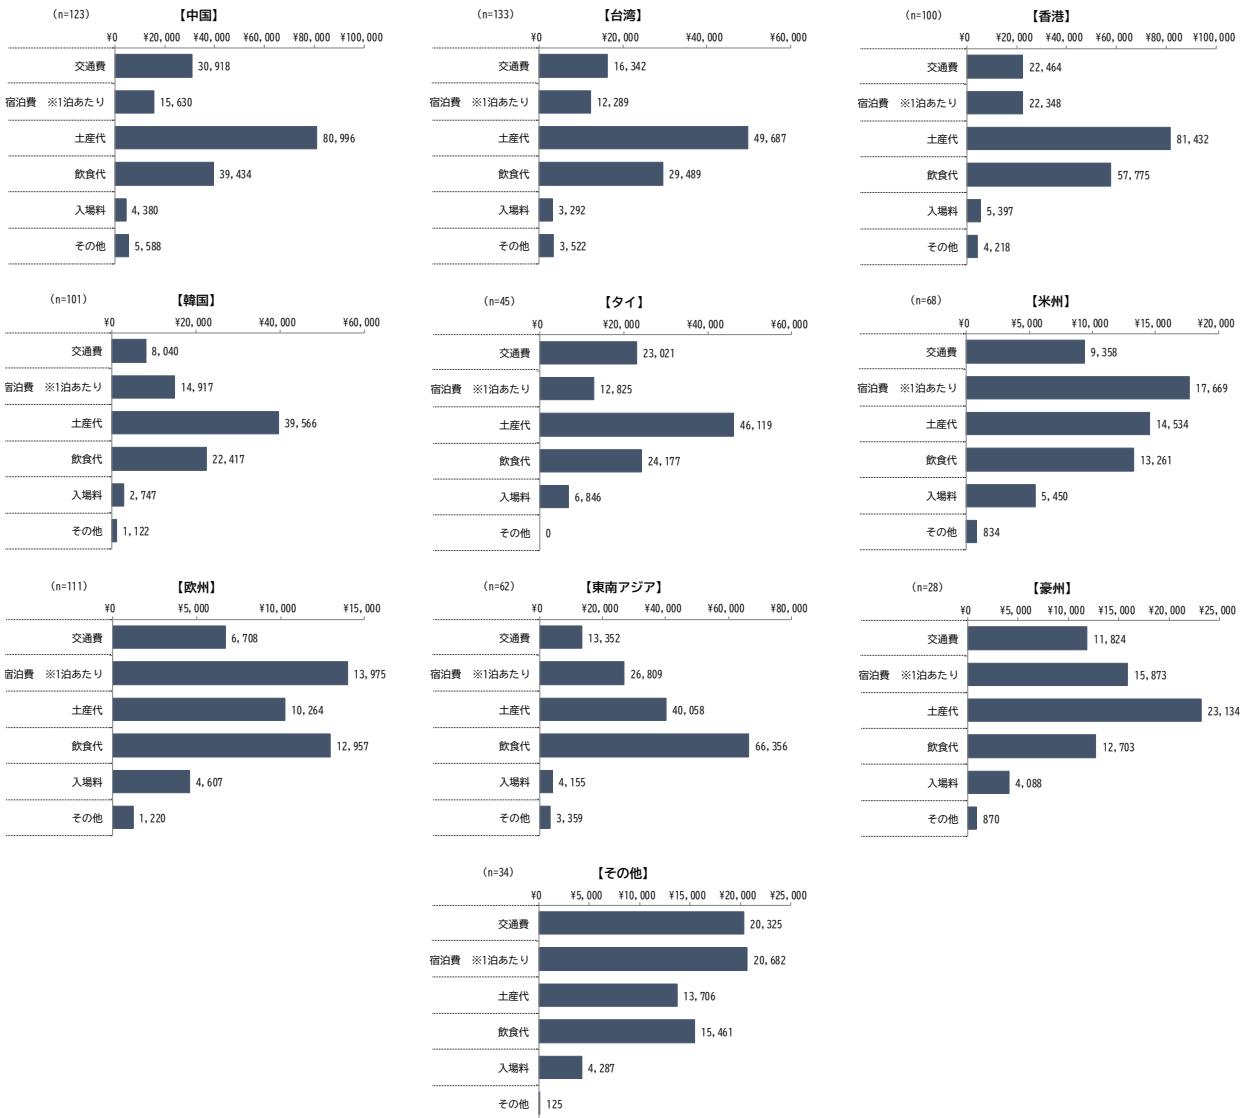 (n=123) 【中国】
¥0 ¥20,000 ¥40,000 ¥60,000 ¥80,000 ¥100,000
交通費 30,918
宿泊費　※1泊あたり 15,630
土産代 80,996
飲食代 39,434
入場料 4,380
その他 5,588
(n=133) 【台湾】
¥0 ¥20,000 ¥40,000 ¥60,000
交通費 16,342
宿泊費　※1泊あたり 12,289
土産代 49,687
飲食代 29,489
入場料 3,292
その他 3,522
(n=100) 【香港】
¥0 ¥20,000 ¥40,000 ¥60,000 ¥80,000 ¥100,000
交通費 22,464
宿泊費　※1泊あたり 22,348
土産代 81,432
飲食代 57,775
入場料 5,397
その他 4,218
(n=101) 【韓国】
¥0 ¥20,000 ¥40,000 ¥60,000
交通費 8,040
宿泊費　※1泊あたり 14,917
土産代 39,566
飲食代 22,417
入場料 2,747
その他 1,122
(n=45) 【タイ】
¥0 ¥20,000 ¥40,000 ¥60,000
交通費 23,021
宿泊費　※1泊あたり 12,825
土産代 46,119
飲食代 24,177
入場料 6,846
その他 0
(n=68) 【米州】
¥0 ¥5,000 ¥10,000 ¥15,000 ¥20,000
交通費 9,358
宿泊費　※1泊あたり 17,669
土産代 14,534
飲食代 13,261
入場料 5,450
その他 834
(n=111) 【欧州】
¥0 ¥5,000 ¥10,000 ¥15,000
交通費 6,708
宿泊費　※1泊あたり 13,975
土産代 10,264
飲食代 12,957
入場料 4,607
その他 1,220
(n=62) 【東南アジア】
¥0 ¥20,000 ¥40,000 ¥60,000 ¥80,000
交通費 13,352
宿泊費　※1泊あたり 26,809
土産代 40,058
飲食代 66,356
入場料 4,155
その他 3,359
(n=28) 【豪州】
¥0 ¥5,000 ¥10,000 ¥15,000 ¥20,000 ¥25,000
交通費 11,824
宿泊費　※1泊あたり 15,873
土産代 23,134
飲食代 12,703
入場料 4,088
その他 870
(n=34) 【その他】
¥0 ¥5,000 ¥10,000 ¥15,000 ¥20,000 ¥25,000
交通費 20,325
宿泊費　※1泊あたり 20,682
土産代 13,706
飲食代 15,461
入場料 4,287
その他 125